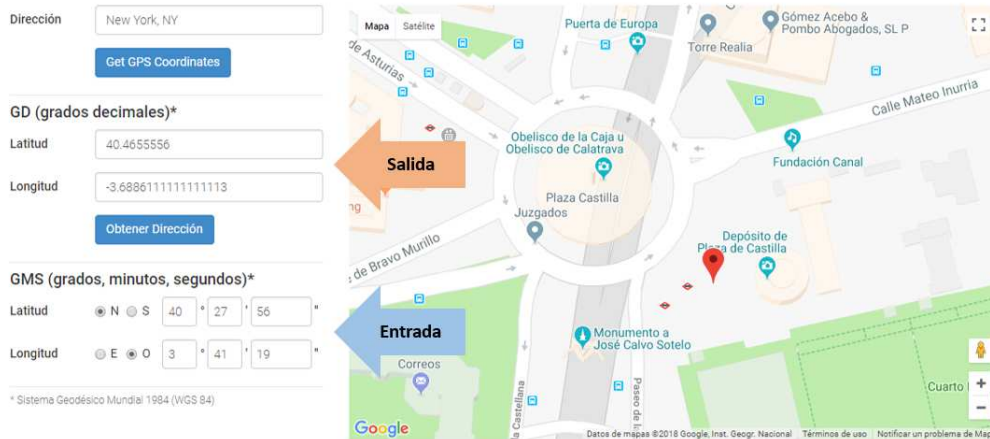 Dirección
New York, NY
Get GPS Coordinates
GD (grados decimales)*
Latitud
40.4655556
Longitud
-3.6886111111111113
Obtener Dirección
GMS (grados, minutos, segundos)*
Latitud
N S 40 ° 27 ' 56 "
Longitud
E O 3 ° 41 ' 19 "
* Sistema Geodésico Mundial 1984 (WGS 84)
Salida
Entrada
Mapa Satélite
Puerta de Europa
Torre Realia
Gómez Acebo &
Pombo Abogados, SL P
de Asturias
Calle Mateo Inurria
Obelisco de la Caja u
Obelisco de Calatrava
Fundación Canal
Plaza Castilla
Juzgados
ng
Depósito de
Plaza de Castilla
de Bravo Murillo
Monumento a
José Calvo Sotelo
Correos
a Castellana
Paseo de la
Cuarto
+
−
Google
Datos de mapas ©2018 Google, Inst. Geogr. Nacional
Términos de uso
Notificar un problema de Map